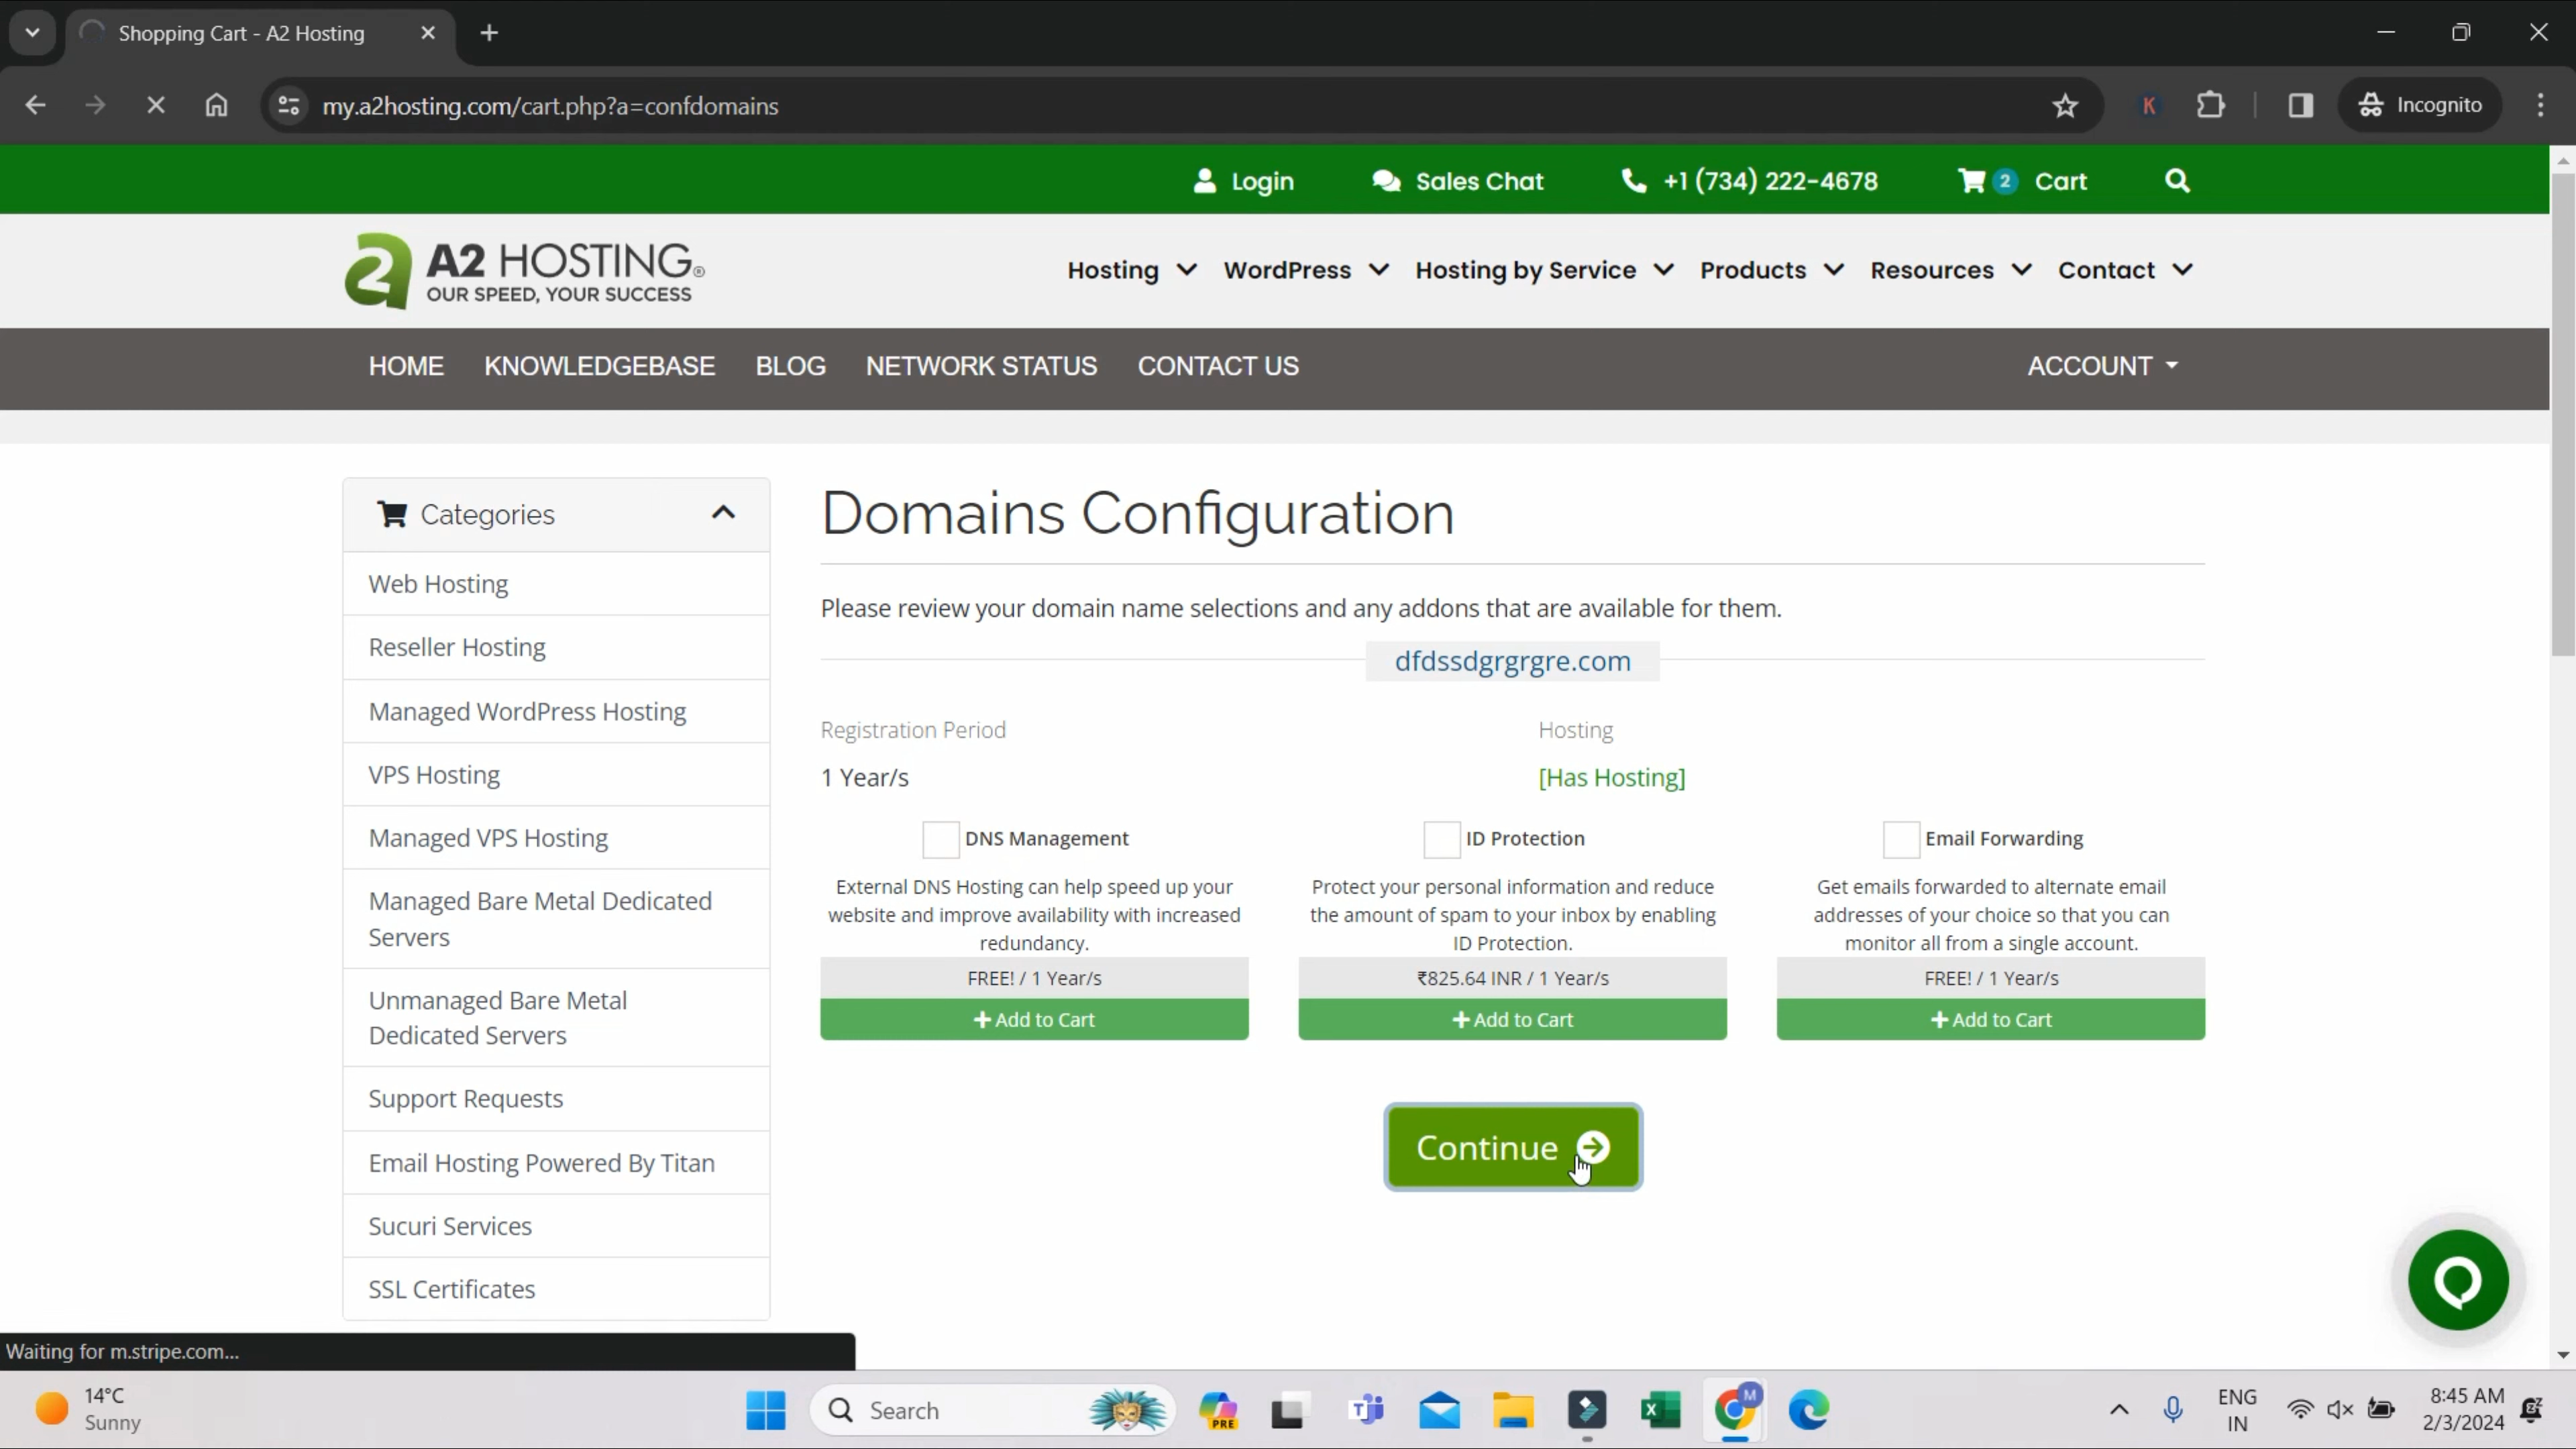 Shopping Cart - A2 Hosting
my.a2hosting.com/cart.php?a=confdomains
K
Incognito
Login
Sales Chat
+1 (734) 222-4678
2
Cart
A2 HOSTING®
OUR SPEED, YOUR SUCCESS
Hosting
WordPress
Hosting by Service
Products
Resources
Contact
HOME
KNOWLEDGEBASE
BLOG
NETWORK STATUS
CONTACT US
ACCOUNT
Categories
Web Hosting
Reseller Hosting
Managed WordPress Hosting
VPS Hosting
Managed VPS Hosting
Managed Bare Metal Dedicated
Servers
Unmanaged Bare Metal
Dedicated Servers
Support Requests
Email Hosting Powered By Titan
Sucuri Services
SSL Certificates
Domains Configuration
Please review your domain name selections and any addons that are available for them.
dfdssdgrgrgre.com
Registration Period
1 Year/s
Hosting
[Has Hosting]
DNS Management
External DNS Hosting can help speed up your
website and improve availability with increased
redundancy.
FREE! / 1 Year/s
+ Add to Cart
ID Protection
Protect your personal information and reduce
the amount of spam to your inbox by enabling
ID Protection.
₹825.64 INR / 1 Year/s
+ Add to Cart
Email Forwarding
Get emails forwarded to alternate email
addresses of your choice so that you can
monitor all from a single account.
FREE! / 1 Year/s
+ Add to Cart
Continue
Waiting for m.stripe.com...
14°C
Sunny
Search
PRE
M
ENG
IN
8:45 AM
2/3/2024